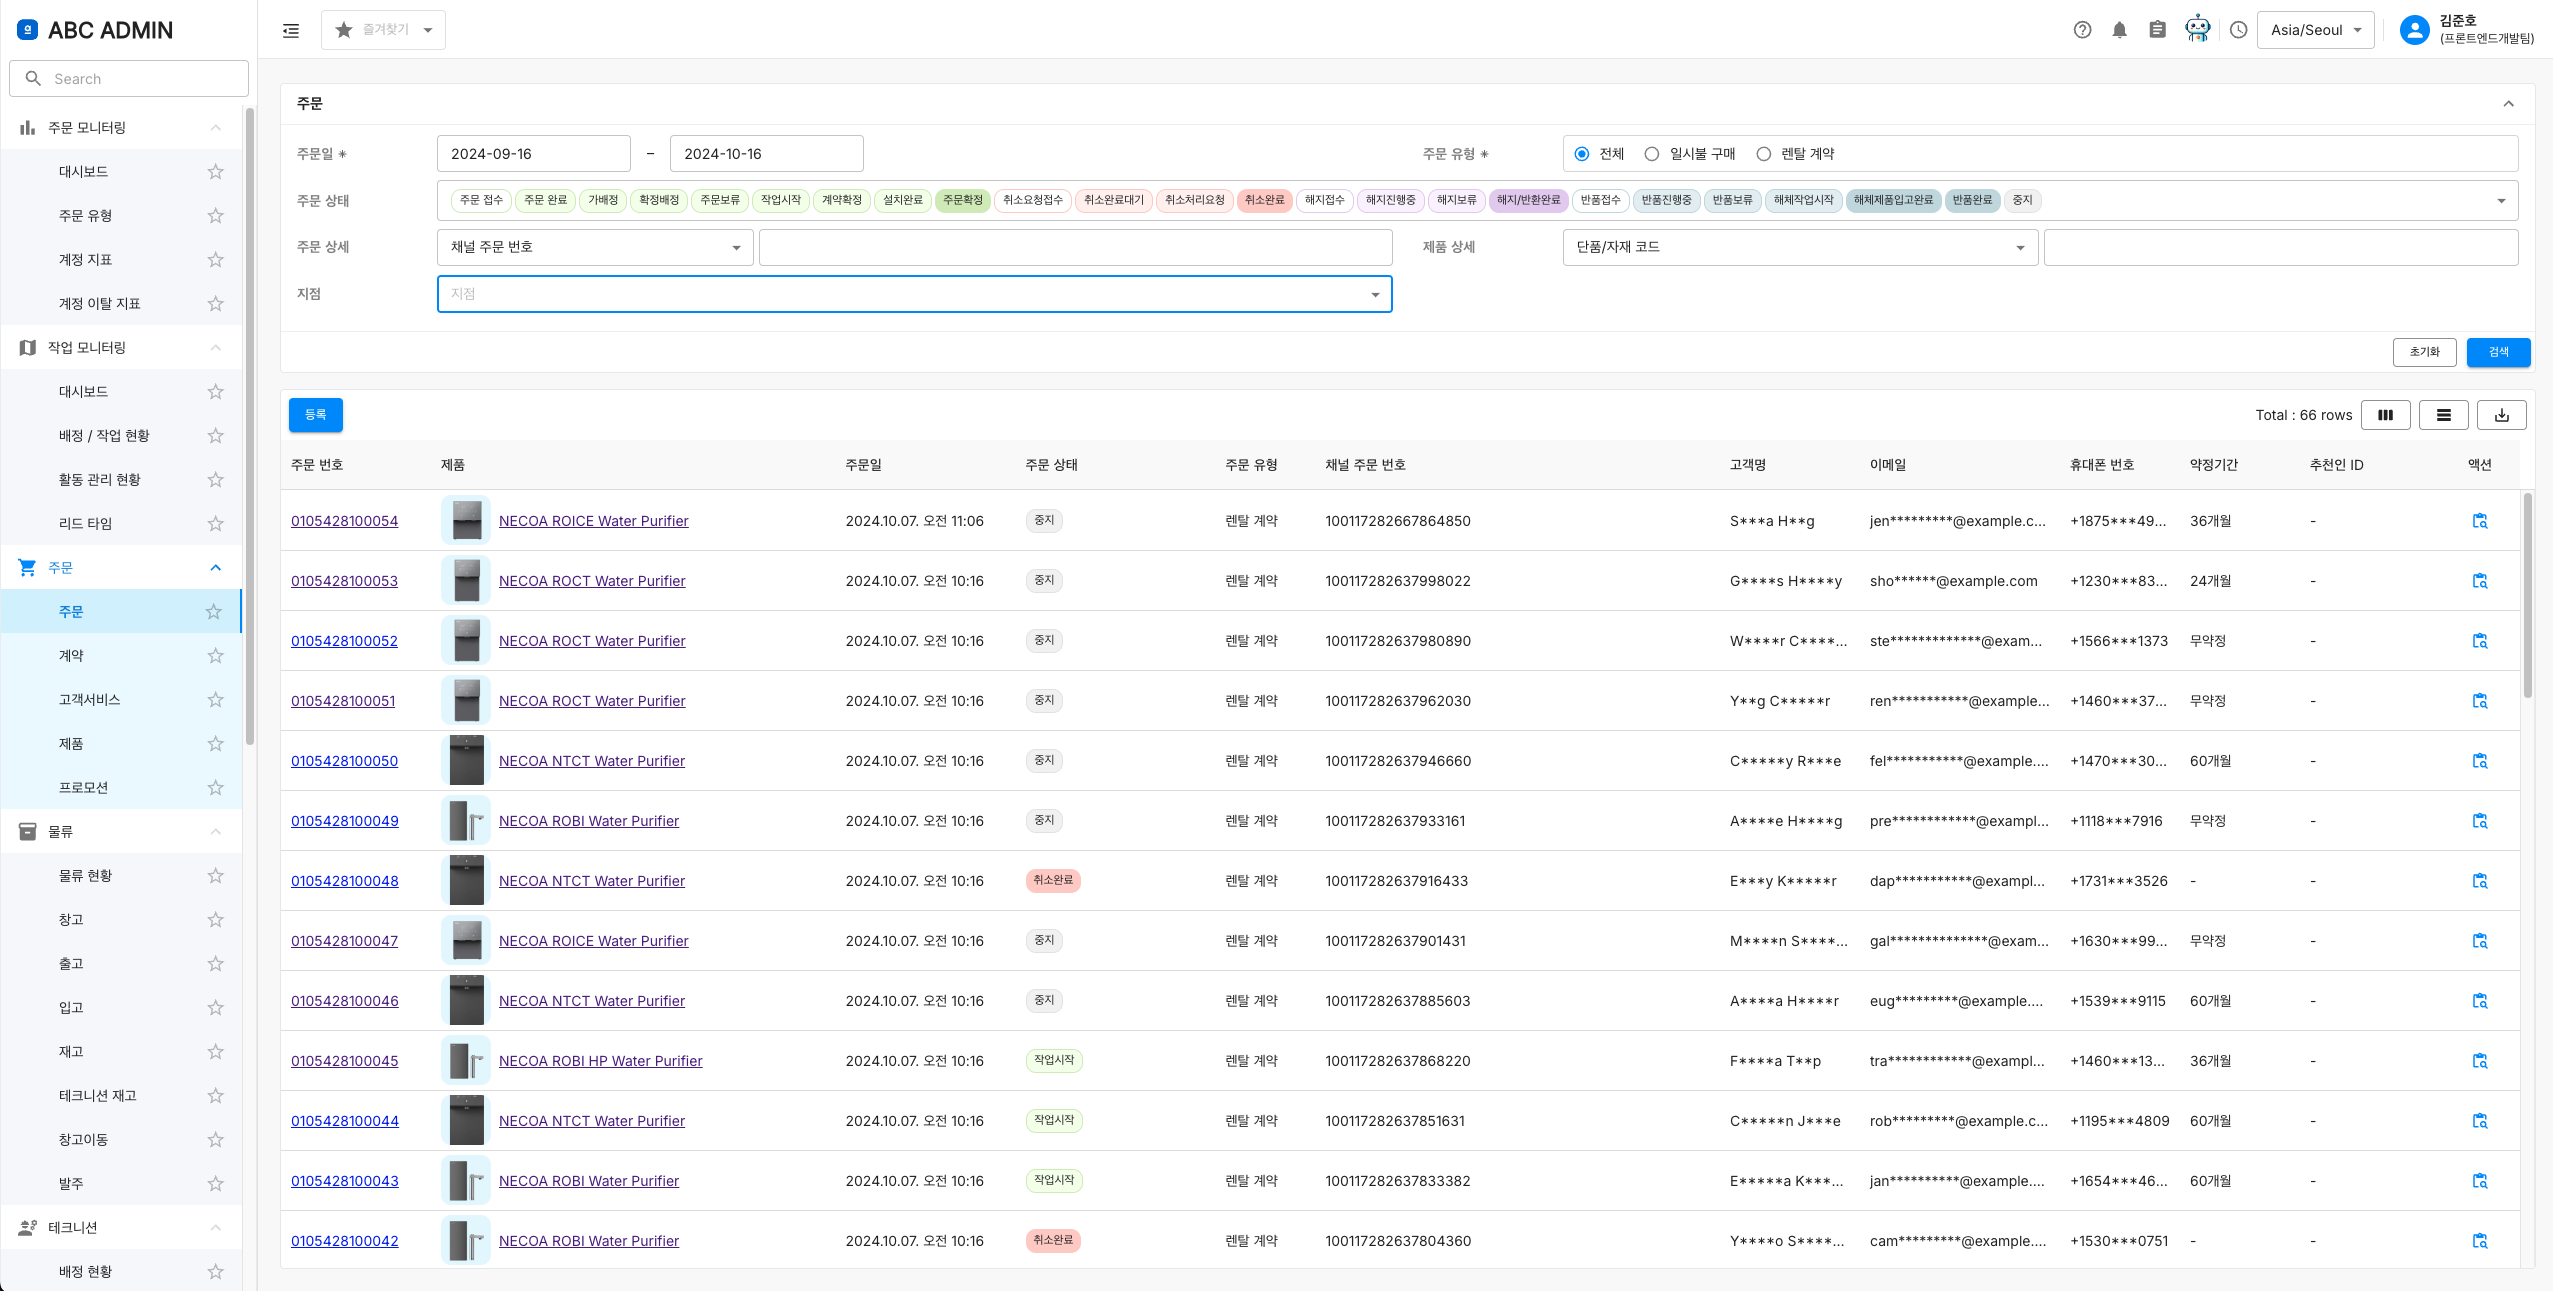 ABC ADMIN
즐겨찾기
Asia/Seoul
김준호
(프론트엔드개발팀)
Search
주문 모니터링
대시보드
주문 유형
계정 지표
계정 이탈 지표
작업 모니터링
대시보드
배정 / 작업 현황
활동 관리 현황
리드 타임
주문
주문
계약
고객서비스
제품
프로모션
물류
물류 현황
창고
출고
입고
재고
테크니션 재고
창고이동
발주
테크니션
배정 현황
주문
주문일 * 2024-09-16 – 2024-10-16 주문 유형 * 전체 일시불 구매 렌탈 계약
주문 상태 주문 접수 주문 완료 가배정 확정배정 주문보류 작업시작 계약확정 설치완료 주문확정 취소요청접수 취소완료대기 취소처리요청 취소완료 해지접수 해지진행중 해지보류 해지/반환완료 반품접수 반품진행중 반품보류 해체작업시작 해체제품입고완료 반품완료 중지
주문 상세 채널 주문 번호 제품 상세 단품/자재 코드
지점 지점
초기화 검색
등록 Total : 66 rows
주문 번호 제품 주문일 주문 상태 주문 유형 채널 주문 번호 고객명 이메일 휴대폰 번호 약정기간 추천인 ID 액션
0105428100054 NECOA ROICE Water Purifier 2024.10.07. 오전 11:06 중지 렌탈 계약 100117282667864850 S***a H**g jen*********@example.c... +1875***49... 36개월 -
0105428100053 NECOA ROCT Water Purifier 2024.10.07. 오전 10:16 중지 렌탈 계약 100117282637998022 G****s H****y sho******@example.com +1230***83... 24개월 -
0105428100052 NECOA ROCT Water Purifier 2024.10.07. 오전 10:16 중지 렌탈 계약 100117282637980890 W****r C****... ste*************@exam... +1566***1373 무약정 -
0105428100051 NECOA ROCT Water Purifier 2024.10.07. 오전 10:16 중지 렌탈 계약 100117282637962030 Y**g C*****r ren***********@example... +1460***37... 무약정 -
0105428100050 NECOA NTCT Water Purifier 2024.10.07. 오전 10:16 중지 렌탈 계약 100117282637946660 C*****y R***e fel***********@example.... +1470***30... 60개월 -
0105428100049 NECOA ROBI Water Purifier 2024.10.07. 오전 10:16 중지 렌탈 계약 100117282637933161 A****e H****g pre************@exampl... +1118***7916 무약정 -
0105428100048 NECOA NTCT Water Purifier 2024.10.07. 오전 10:16 취소완료 렌탈 계약 100117282637916433 E***y K*****r dap***********@exampl... +1731***3526 - -
0105428100047 NECOA ROICE Water Purifier 2024.10.07. 오전 10:16 중지 렌탈 계약 100117282637901431 M****n S****... gal**************@exam... +1630***99... 무약정 -
0105428100046 NECOA NTCT Water Purifier 2024.10.07. 오전 10:16 중지 렌탈 계약 100117282637885603 A****a H****r eug*********@example.... +1539***9115 60개월 -
0105428100045 NECOA ROBI HP Water Purifier 2024.10.07. 오전 10:16 작업시작 렌탈 계약 100117282637868220 F****a T**p tra************@exampl... +1460***13... 36개월 -
0105428100044 NECOA NTCT Water Purifier 2024.10.07. 오전 10:16 작업시작 렌탈 계약 100117282637851631 C*****n J***e rob*********@example.c... +1195***4809 60개월 -
0105428100043 NECOA ROBI Water Purifier 2024.10.07. 오전 10:16 작업시작 렌탈 계약 100117282637833382 E*****a K***... jan**********@example.... +1654***46... 60개월 -
0105428100042 NECOA ROBI Water Purifier 2024.10.07. 오전 10:16 취소완료 렌탈 계약 100117282637804360 Y****o S****... cam*********@example.... +1530***0751 - -